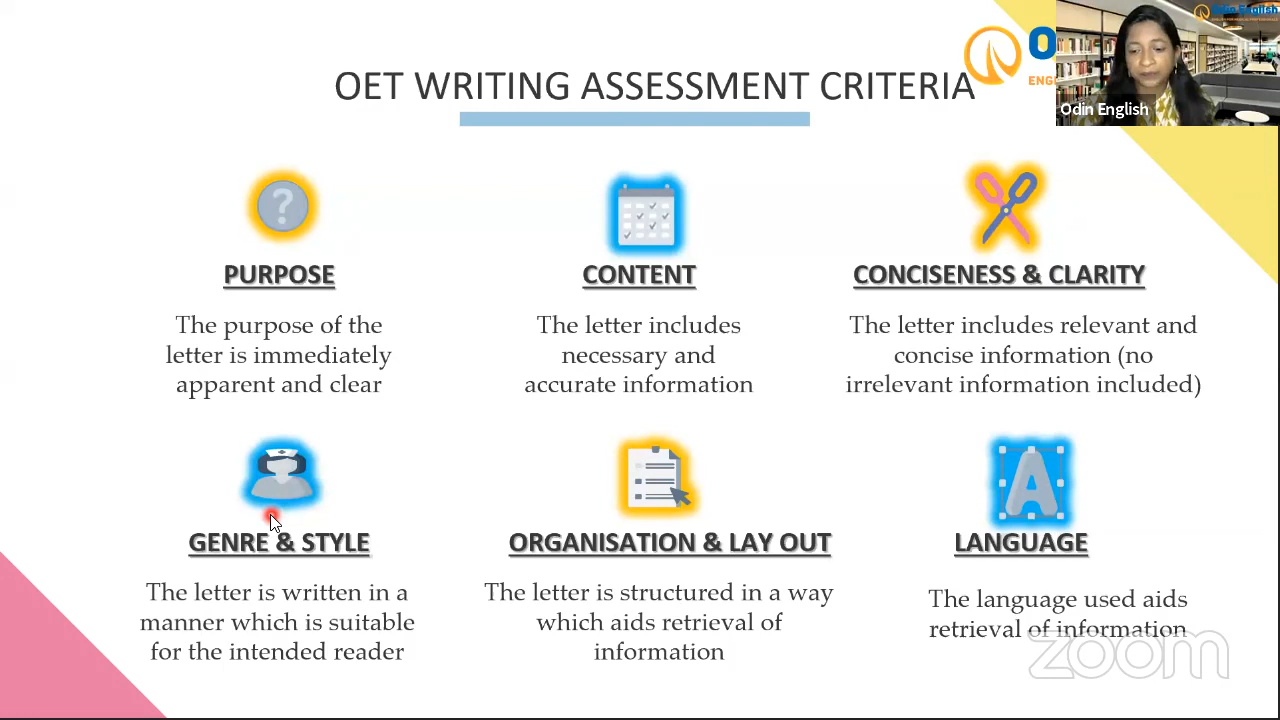 OET WRITING ASSESSMENT CRITERIA
Odin English
Odin English
PURPOSE
The purpose of the
letter is immediately
apparent and clear
CONTENT
The letter includes
necessary and
accurate information
CONCISENESS & CLARITY
The letter includes relevant and
concise information (no
irrelevant information included)
GENRE & STYLE
The letter is written in a
manner which is suitable
for the intended reader
ORGANISATION & LAY OUT
The letter is structured in a way
which aids retrieval of
information
LANGUAGE
The language used aids
retrieval of information
zoom